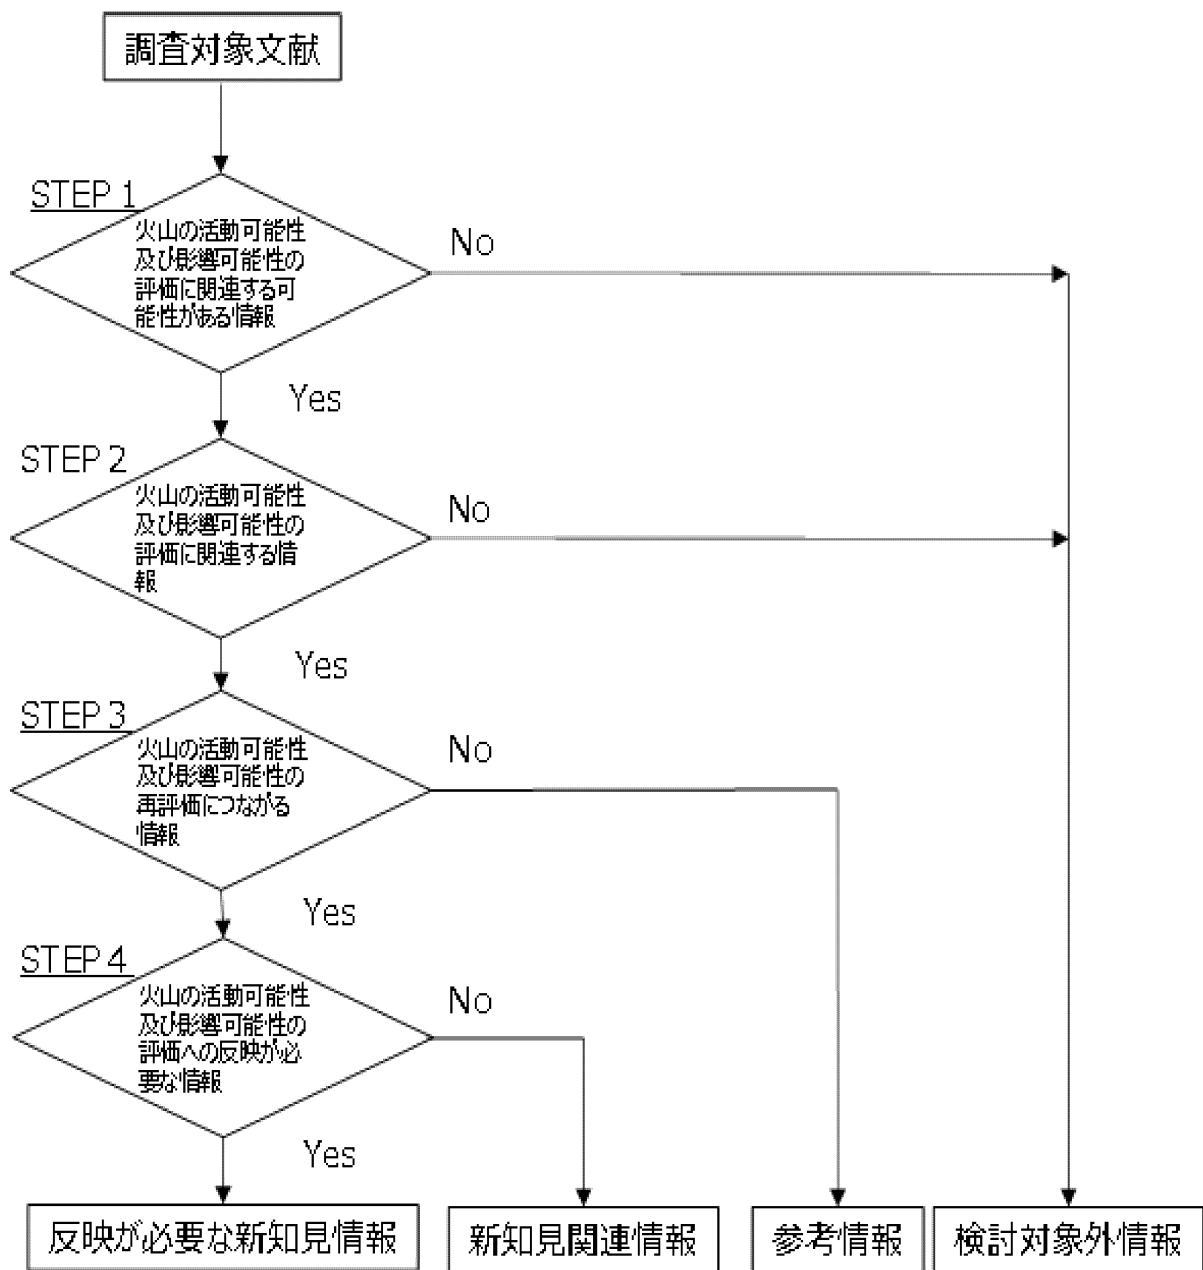 調査対象文献
STEP 1
火山の活動可能性
及び影響可能性の
評価に関連する可
能性がある情報
No
Yes
STEP 2
火山の活動可能性
及び影響可能性の
評価に関連する情
報
No
Yes
STEP 3
火山の活動可能性
及び影響可能性の
再評価につながる
情報
No
Yes
STEP 4
火山の活動可能性
及び影響可能性の
評価への反映が必
要な情報
No
Yes
反映が必要な新知見情報
新知見関連情報
参考情報
検討対象外情報